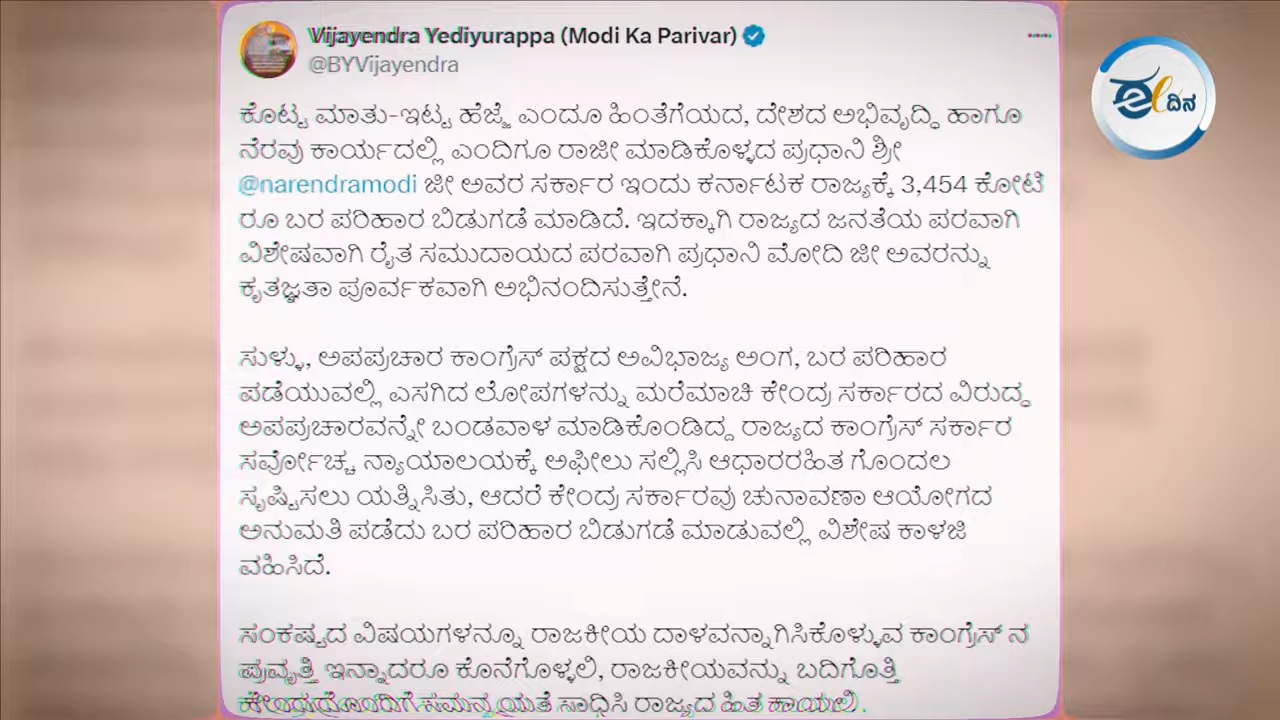 Vijayendra Yediyurappa (Modi Ka Parivar)
@BYVijayendra
ಈದಿನ
ಕೊಟ್ಟ ಮಾತು-ಇಟ್ಟ ಹೆಜ್ಜೆ ಎಂದೂ ಹಿಂತೆಗೆಯದ, ದೇಶದ ಅಭಿವೃದ್ಧಿ ಹಾಗೂ
ನೆರವು ಕಾರ್ಯದಲ್ಲಿ ಎಂದಿಗೂ ರಾಜೀ ಮಾಡಿಕೊಳ್ಳದ ಪ್ರಧಾನಿ ಶ್ರೀ
@narendramodi ಜೀ ಅವರ ಸರ್ಕಾರ ಇಂದು ಕರ್ನಾಟಕ ರಾಜ್ಯಕ್ಕೆ 3,454 ಕೋಟಿ
ರೂ ಬರ ಪರಿಹಾರ ಬಿಡುಗಡೆ ಮಾಡಿದೆ. ಇದಕ್ಕಾಗಿ ರಾಜ್ಯದ ಜನತೆಯ ಪರವಾಗಿ
ವಿಶೇಷವಾಗಿ ರೈತ ಸಮುದಾಯದ ಪರವಾಗಿ ಪ್ರಧಾನಿ ಮೋದಿ ಜೀ ಅವರನ್ನು
ಕೃತಜ್ಞತಾ ಪೂರ್ವಕವಾಗಿ ಅಭಿನಂದಿಸುತ್ತೇನೆ.
ಸುಳ್ಳು, ಅಪಪ್ರಚಾರ ಕಾಂಗ್ರೆಸ್ ಪಕ್ಷದ ಅವಿಭಾಜ್ಯ ಅಂಗ, ಬರ ಪರಿಹಾರ
ಪಡೆಯುವಲ್ಲಿ ಎಸಗಿದ ಲೋಪಗಳನ್ನು ಮರೆಮಾಚಿ ಕೇಂದ್ರ ಸರ್ಕಾರದ ವಿರುದ್ಧ
ಅಪಪ್ರಚಾರವನ್ನೇ ಬಂಡವಾಳ ಮಾಡಿಕೊಂಡಿದ್ದ ರಾಜ್ಯದ ಕಾಂಗ್ರೆಸ್ ಸರ್ಕಾರ
ಸರ್ವೋಚ್ಚ ನ್ಯಾಯಾಲಯಕ್ಕೆ ಅಫೀಲು ಸಲ್ಲಿಸಿ ಆಧಾರರಹಿತ ಗೊಂದಲ
ಸೃಷ್ಟಿಸಲು ಯತ್ನಿಸಿತು, ಆದರೆ ಕೇಂದ್ರ ಸರ್ಕಾರವು ಚುನಾವಣಾ ಆಯೋಗದ
ಅನುಮತಿ ಪಡೆದು ಬರ ಪರಿಹಾರ ಬಿಡುಗಡೆ ಮಾಡುವಲ್ಲಿ ವಿಶೇಷ ಕಾಳಜಿ
ವಹಿಸಿದೆ.
ಸಂಕಷ್ಟದ ವಿಷಯಗಳನ್ನೂ ರಾಜಕೀಯ ದಾಳವನ್ನಾಗಿಸಿಕೊಳ್ಳುವ ಕಾಂಗ್ರೆಸ್ ನ
ಪ್ರವೃತ್ತಿ ಇನ್ನಾದರೂ ಕೊನೆಗೊಳ್ಳಲಿ, ರಾಜಕೀಯವನ್ನು ಬದಿಗೊತ್ತಿ
ಕೇಂದ್ರದೊಂದಿಗೆ ಸಮನ್ವಯತೆ ಸಾಧಿಸಿ ರಾಜ್ಯದ ಹಿತ ಕಾಯಲಿ.